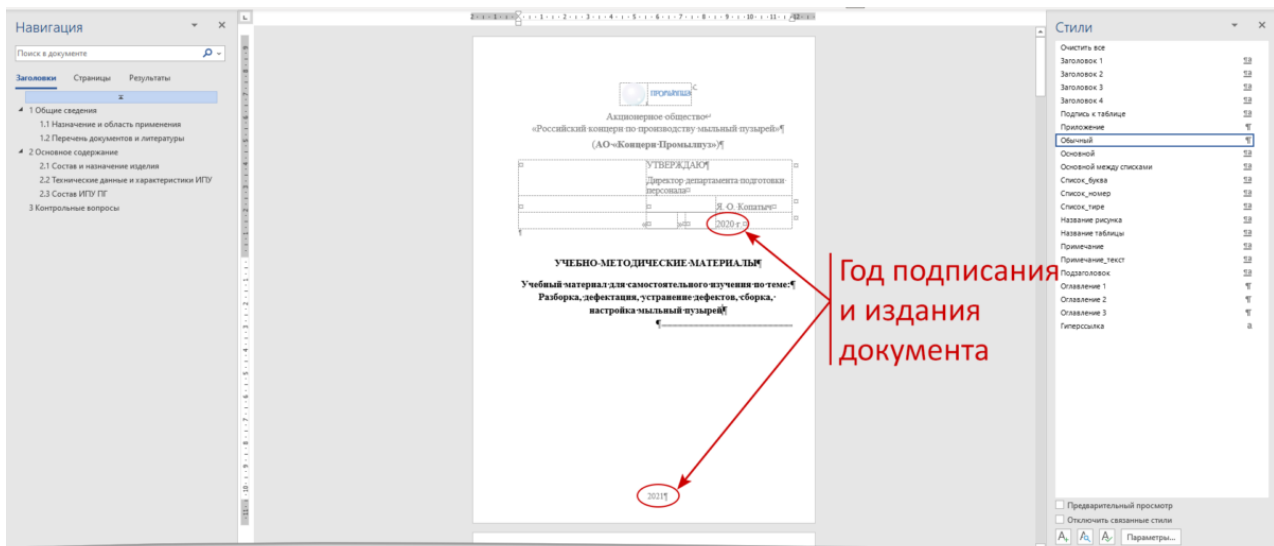 Навигация
Поиск в документе
Заголовки Страницы Результаты
1 Общие сведения
1.1 Назначение и область применения
1.2 Перечень документов и литературы
2 Основное содержание
2.1 Состав и назначение изделия
2.2 Технические данные и характеристики ИПУ
2.3 Состав ИПУ ПГ
3 Контрольные вопросы
ПРОМЫЛПУЗ
Акционерное общество
«Российский концерн по производству мыльный пузырей»¶
(АО «Концерн Промылпуз»)¶
УТВЕРЖДАЮ¶
Директор департамента подготовки
персонала
Я. О. Копатыч
« » 2020 г.
УЧЕБНО-МЕТОДИЧЕСКИЕ МАТЕРИАЛЫ¶
Учебный материал для самостоятельного изучения по теме:¶
Разборка, дефектация, устранение дефектов, сборка,
настройка мыльный пузырей¶
2021¶
Год подписания
и издания
документа
Стили
Очистить все
Заголовок 1
Заголовок 2
Заголовок 3
Заголовок 4
Подпись к таблице
Приложение
Обычный
Основной
Основной между списками
Список_буква
Список_номер
Список_тире
Название рисунка
Название таблицы
Примечание
Примечание_текст
Подзаголовок
Оглавление 1
Оглавление 2
Оглавление 3
Гиперссылка
Предварительный просмотр
Отключить связанные стили
Параметры...